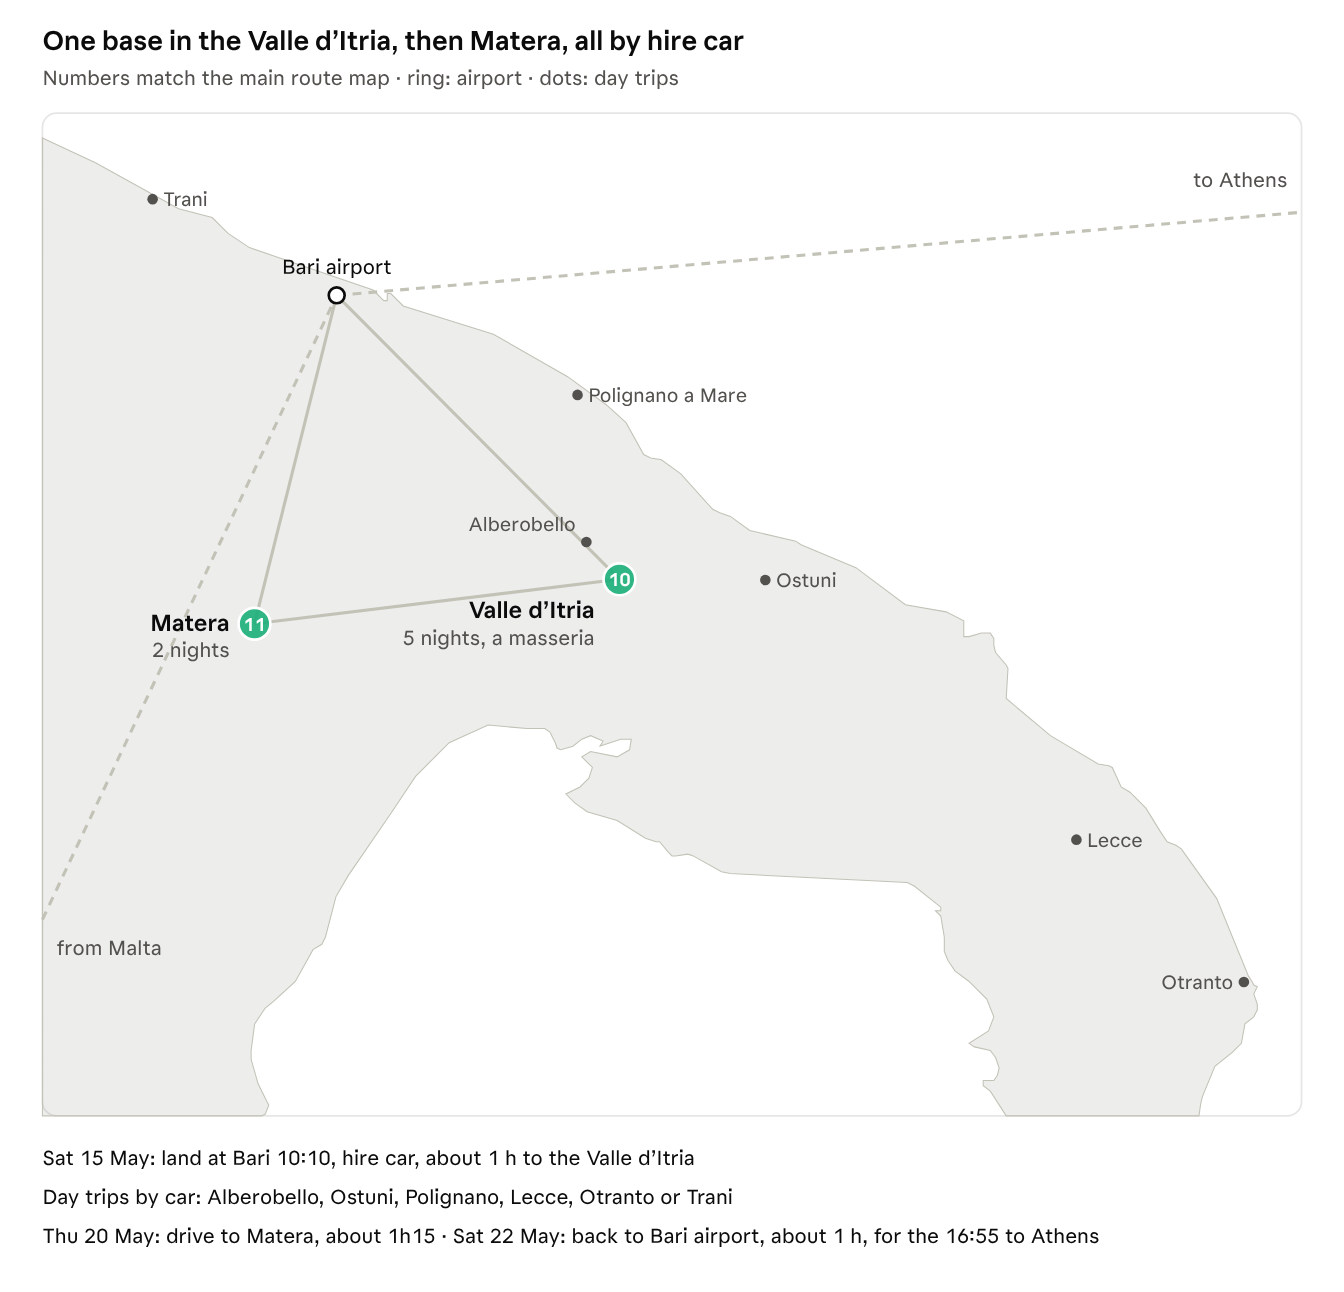 One base in the Valle d’Itria, then Matera, all by hire car
Numbers match the main route map · ring: airport · dots: day trips
to Athens
Trani
Bari airport
Polignano a Mare
Alberobello
10
Ostuni
Valle d’Itria
5 nights, a masseria
Matera
11
2 nights
Lecce
from Malta
Otranto
Sat 15 May: land at Bari 10:10, hire car, about 1 h to the Valle d’Itria
Day trips by car: Alberobello, Ostuni, Polignano, Lecce, Otranto or Trani
Thu 20 May: drive to Matera, about 1h15 · Sat 22 May: back to Bari airport, about 1 h, for the 16:55 to Athens